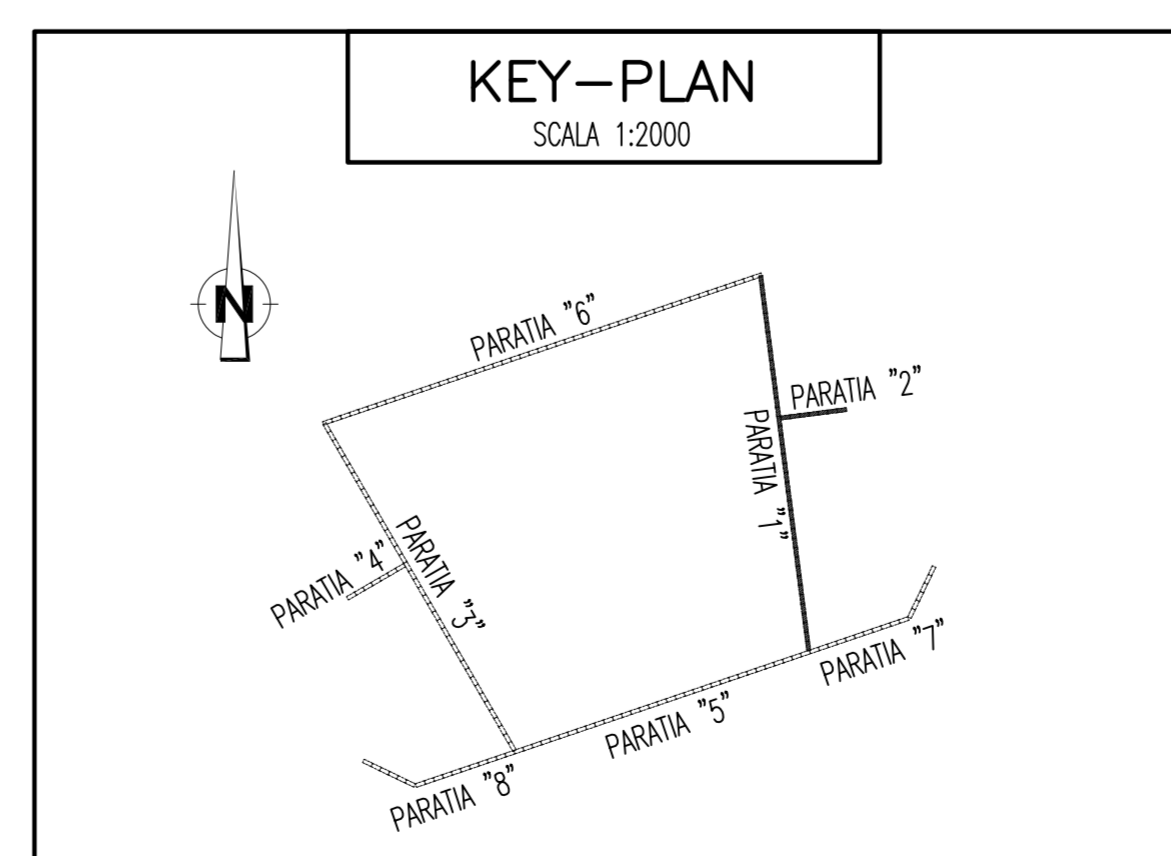 KEY-PLAN
SCALA 1:2000
N
PARATIA "6"
PARATIA "2"
PARATIA "1"
PARATIA "3"
PARATIA "4"
PARATIA "7"
PARATIA "5"
PARATIA "8"